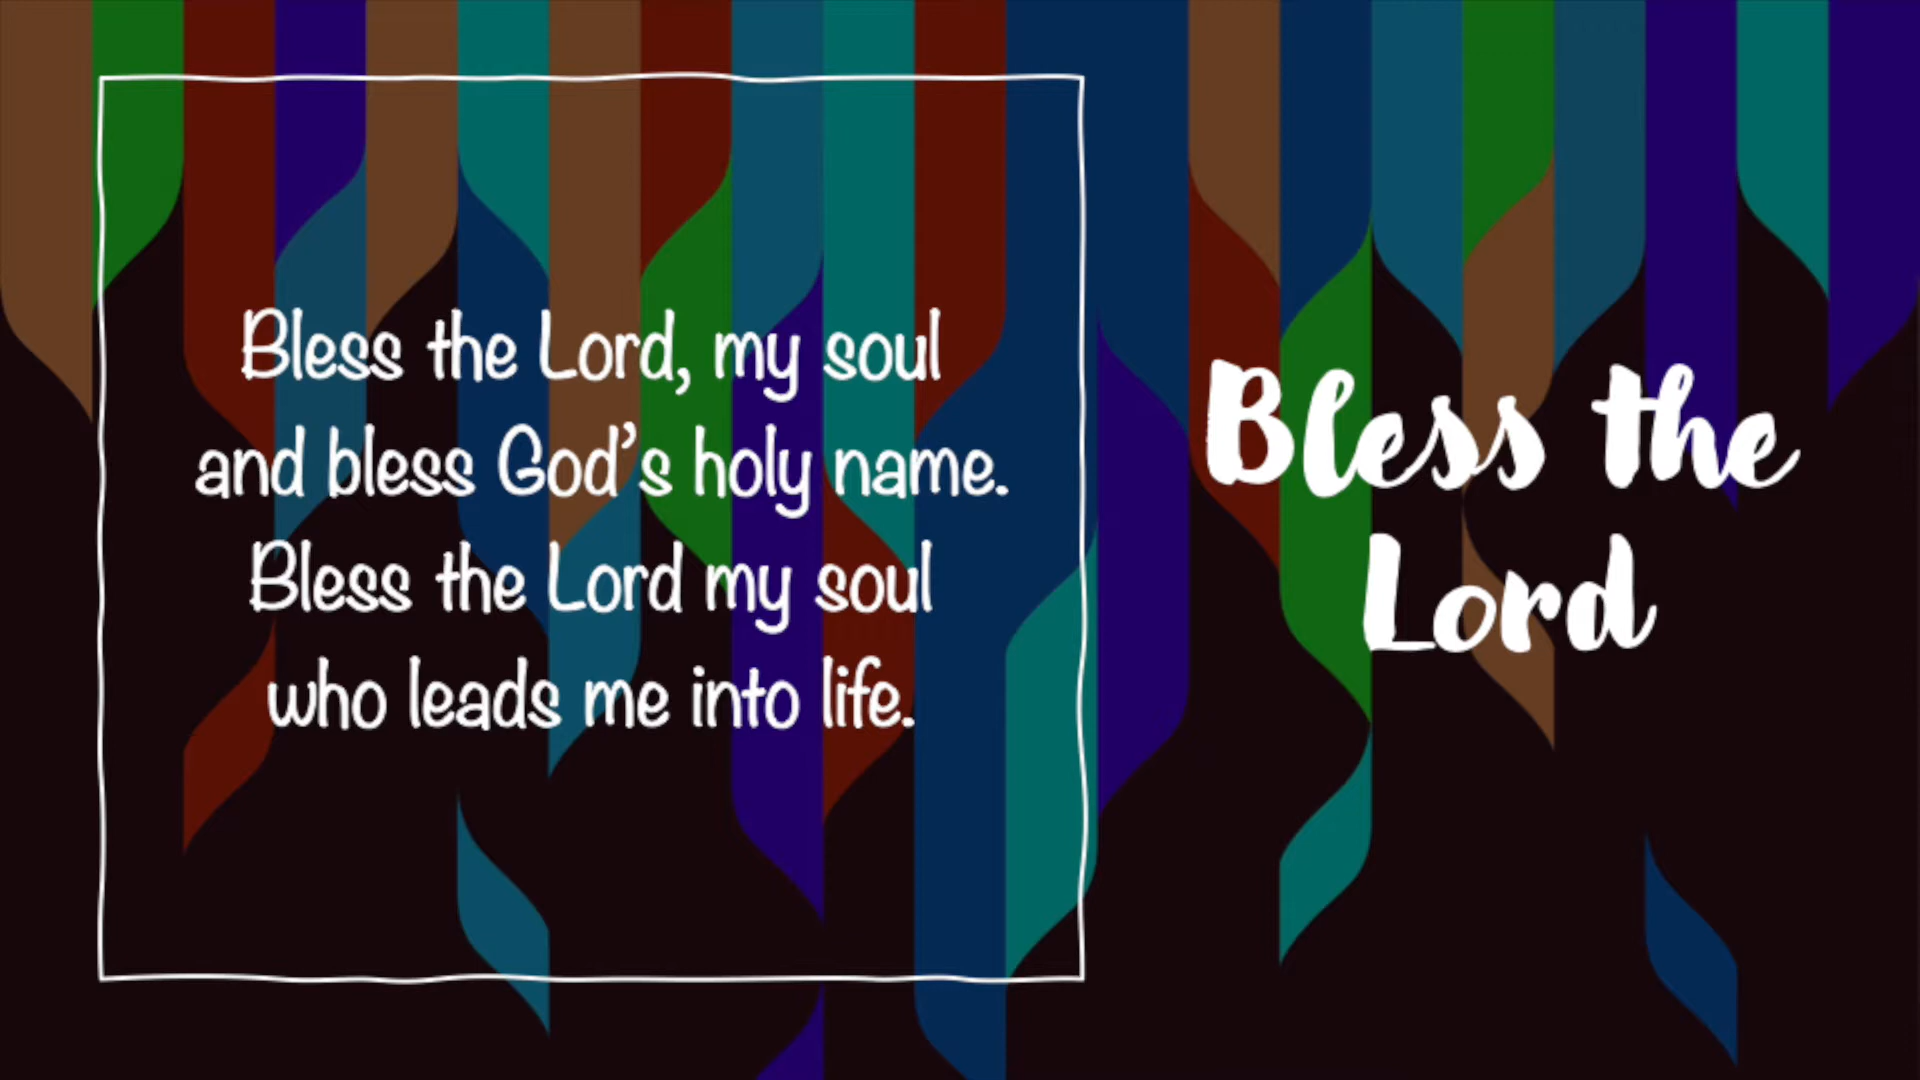 Bless the Lord, my soul
and bless God’s holy name.
Bless the Lord my soul
who leads me into life.
Bless the
Lord